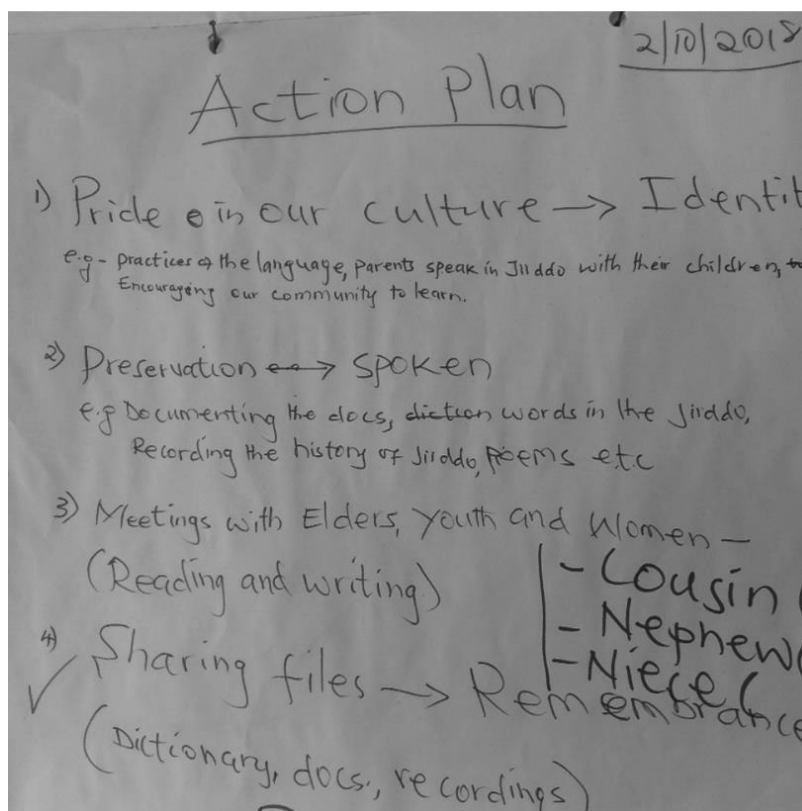 2/10/2018
Action Plan
1) Pride in our culture → Identit
e.g - practices of the language, parents speak in Jiddo with their children,
Encouraging our community to learn.
2) Preservation ↔ spoken
e.g Documenting the docs, diction words in the Jiddo,
Recording the history of Jiddo, Poems etc
3) Meetings with Elders, Youth and Women —
(Reading and writing)
- Cousin (
- Nephew (
- Niece (
4) Sharing files → Remembrance
(Dictionary, docs., recordings)